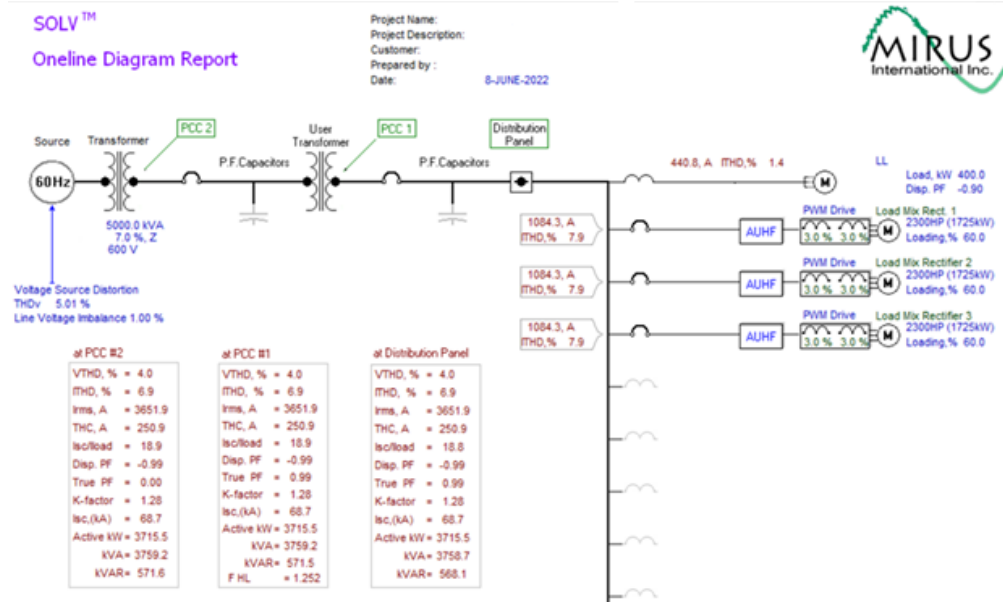 SOLV™
Oneline Diagram Report
Project Name:
Project Description:
Customer:
Prepared by :
Date: 8-JUNE-2022
MIRUS
International Inc.
Source
Transformer
PCC 2
User
Transformer
PCC 1
Distribution
Panel
P.F.Capacitors
P.F.Capacitors
60Hz
5000.0 kVA
7.0 %, Z
600 V
Voltage Source Distortion
THDv 5.01 %
Line Voltage Imbalance 1.00 %
440.8, A ITHD,% 1.4
M
LL
Load, kW 400.0
Disp. PF -0.90
1084.3, A
ITHD,% 7.9
AUHF
PWM Drive
3.0 % 3.0 %
M
Load Mix Rect. 1
2300HP (1725kW)
Loading,% 60.0
1084.3, A
ITHD,% 7.9
AUHF
PWM Drive
3.0 % 3.0 %
M
Load Mix Rectifier 2
2300HP (1725kW)
Loading,% 60.0
1084.3, A
ITHD,% 7.9
AUHF
PWM Drive
3.0 % 3.0 %
M
Load Mix Rectifier 3
2300HP (1725kW)
Loading,% 60.0
at PCC #2
VTHD, % = 4.0
ITHD, % = 6.9
Irms, A = 3651.9
THC, A = 250.9
Isc/Iload = 18.9
Disp. PF = -0.99
True PF = 0.00
K-factor = 1.28
Isc,(kA) = 68.7
Active kW = 3715.5
kVA = 3759.2
kVAR= 571.6
at PCC #1
VTHD, % = 4.0
ITHD, % = 6.9
Irms, A = 3651.9
THC, A = 250.9
Isc/Iload = 18.9
Disp. PF = -0.99
True PF = 0.99
K-factor = 1.28
Isc,(kA) = 68.7
Active kW = 3715.5
kVA= 3759.2
kVAR= 571.5
F HL = 1.252
at Distribution Panel
VTHD, % = 4.0
ITHD, % = 6.9
Irms, A = 3651.9
THC, A = 250.9
Isc/Iload = 18.8
Disp. PF = -0.99
True PF = 0.99
K-factor = 1.28
Isc,(kA) = 68.7
Active kW = 3715.5
kVA= 3758.7
kVAR= 568.1